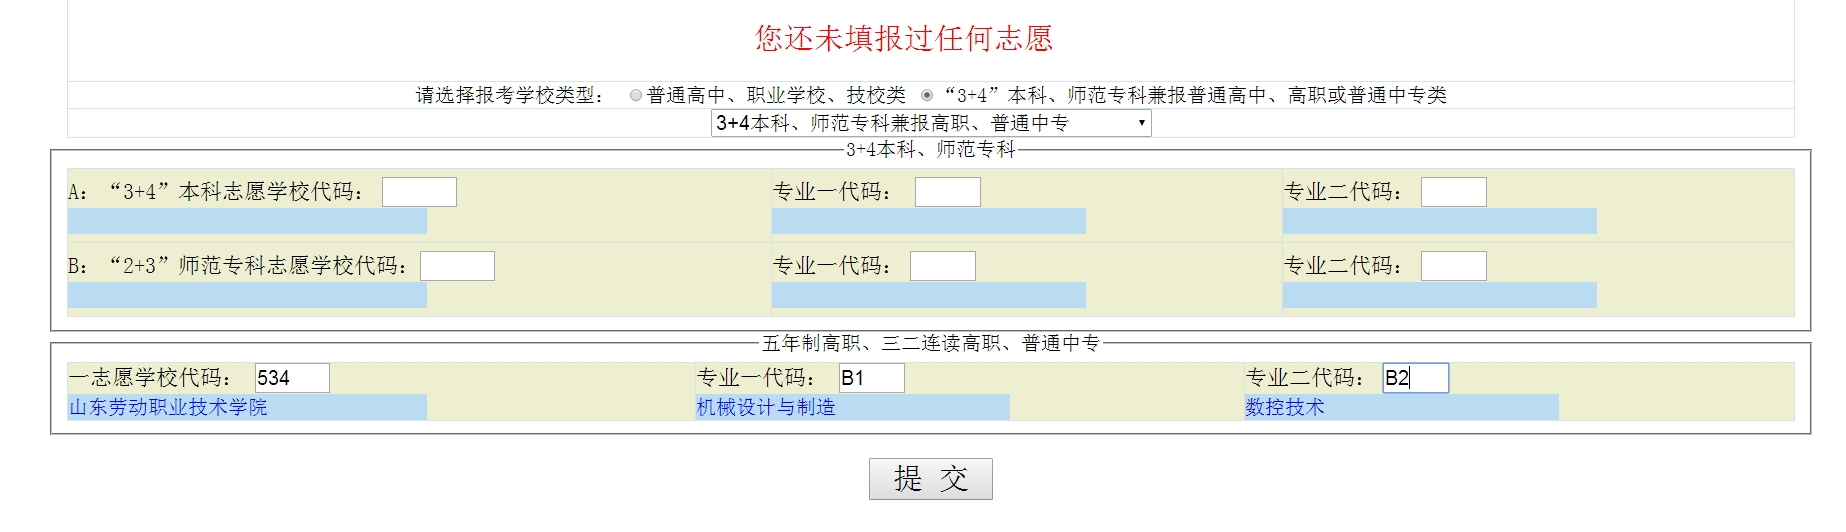 您还未填报过任何志愿
请选择报考学校类型： 普通高中、职业学校、技校类 “3+4”本科、师范专科兼报普通高中、高职或普通中专类
3+4本科、师范专科兼报高职、普通中专
3+4本科、师范专科
A：“3+4”本科志愿学校代码： 专业一代码： 专业二代码：
B：“2+3”师范专科志愿学校代码： 专业一代码： 专业二代码：
五年制高职、三二连读高职、普通中专
一志愿学校代码： 534 专业一代码： B1 专业二代码： B2
山东劳动职业技术学院 机械设计与制造 数控技术
提 交